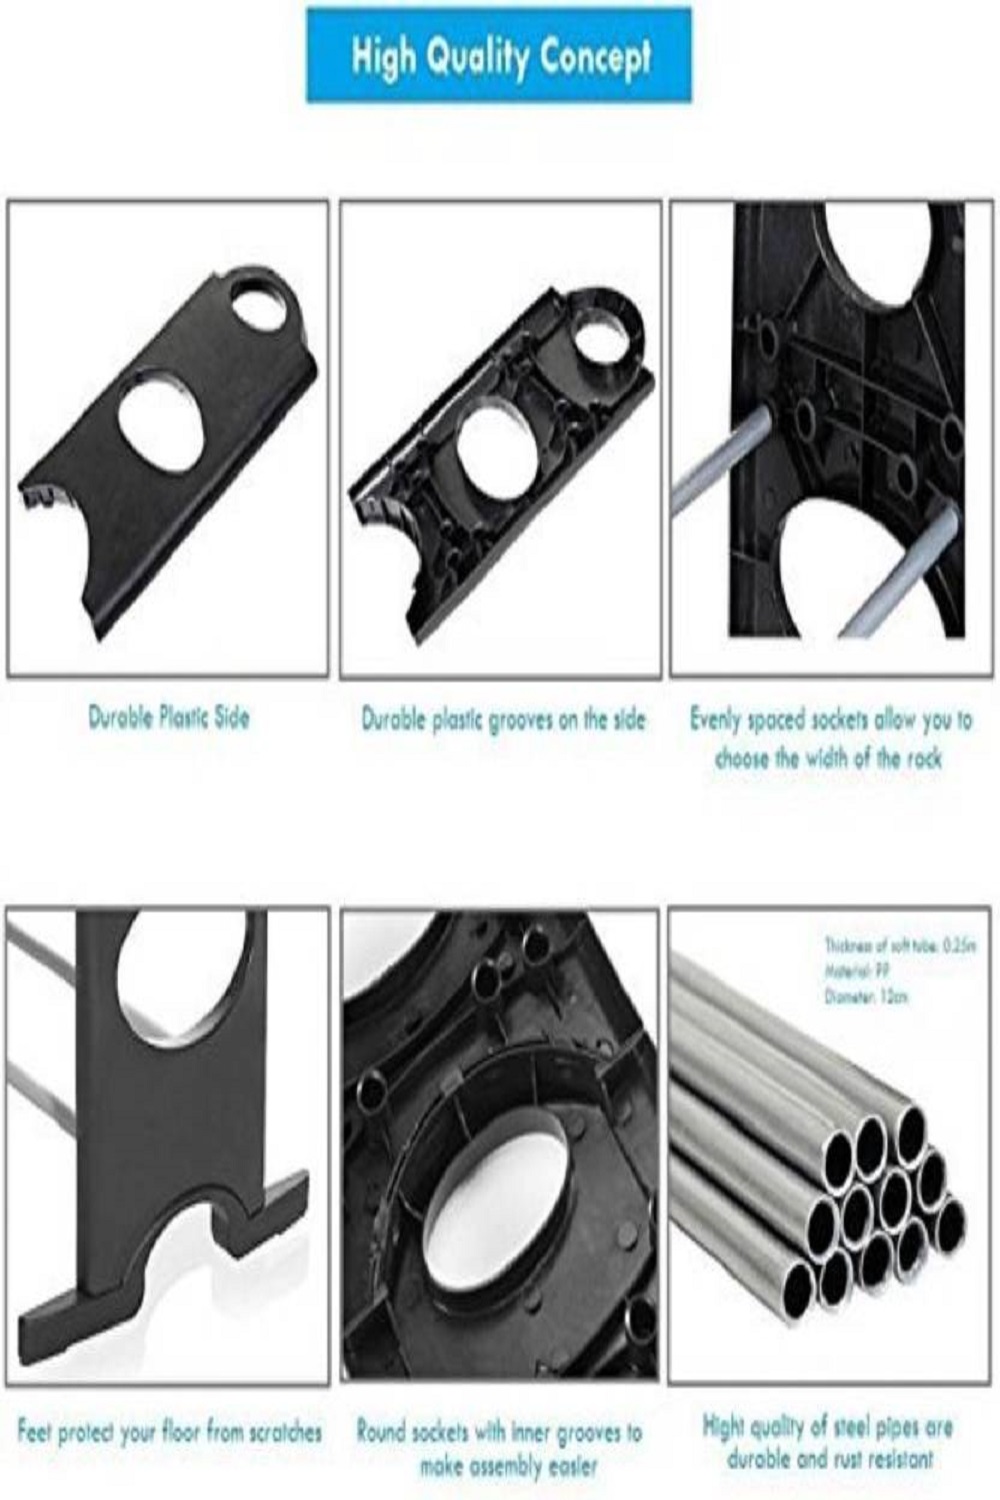 High Quality Concept
Durable Plastic Side
Durable plastic grooves on the side
Evenly spaced sockets allow you to
choose the width of the rack
Thickness of soft tube: 0.25m
Material: PP
Diameter: 12cm
Feet protect your floor from scratches
Round sockets with inner grooves to
make assembly easier
Hight quality of steel pipes are
durable and rust resistant